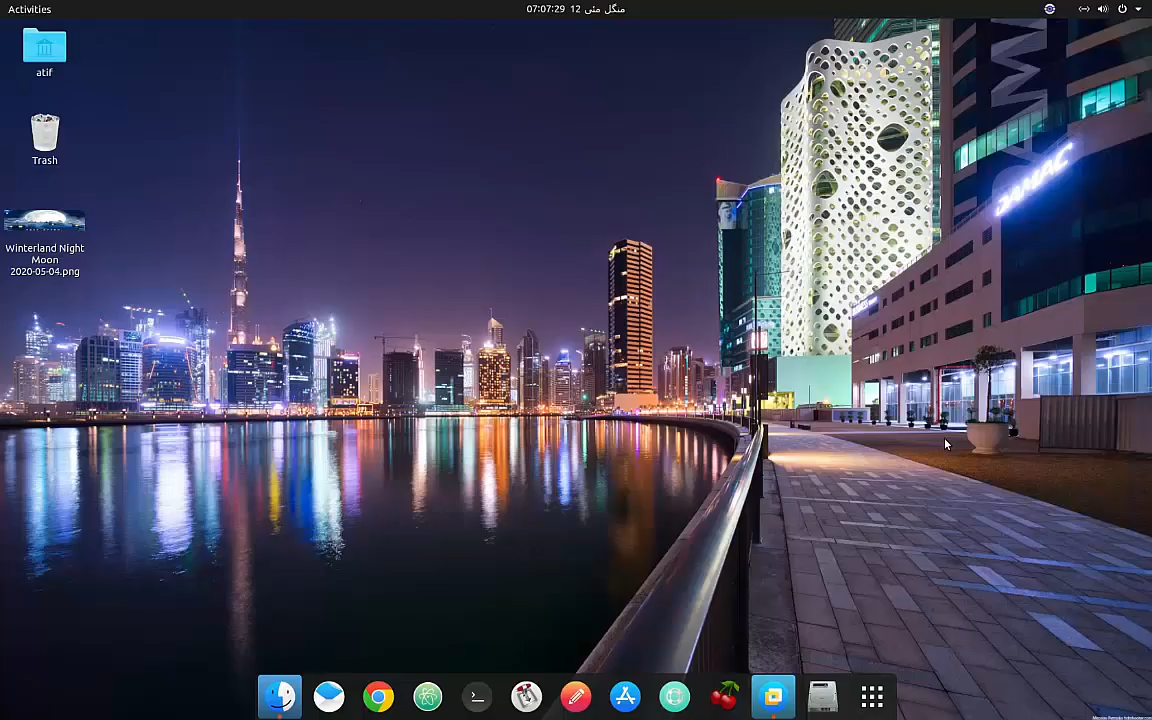 Activities
منگل مئی 12 07:07:29
atif
Trash
Winterland Night
Moon
2020-05-04.png
DAMAC